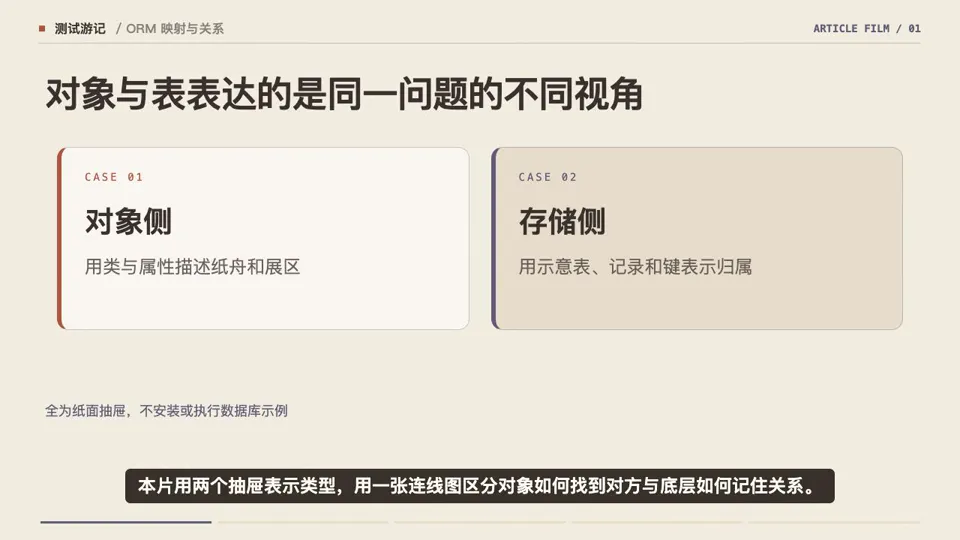 测试游记 / ORM 映射与关系
ARTICLE FILM / 01
对象与表表达的是同一问题的不同视角
CASE 01
对象侧
用类与属性描述纸舟和展区
CASE 02
存储侧
用示意表、记录和键表示归属
全为纸面抽屉，不安装或执行数据库示例
本片用两个抽屉表示类型，用一张连线图区分对象如何找到对方与底层如何记住关系。